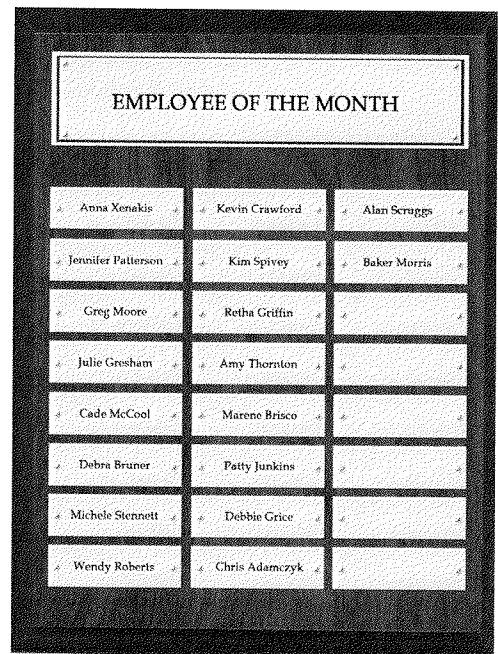 EMPLOYEE OF THE MONTH
Anna Xenakis
Kevin Crawford
Alan Scruggs
Jennifer Patterson
Kim Spivey
Baker Morris
Greg Moore
Retha Griffin
Julie Gresham
Amy Thornton
Cade McCool
Marene Brisco
Debra Bruner
Patty Junkins
Michele Stennett
Debbie Grice
Wendy Roberts
Chris Adamczyk